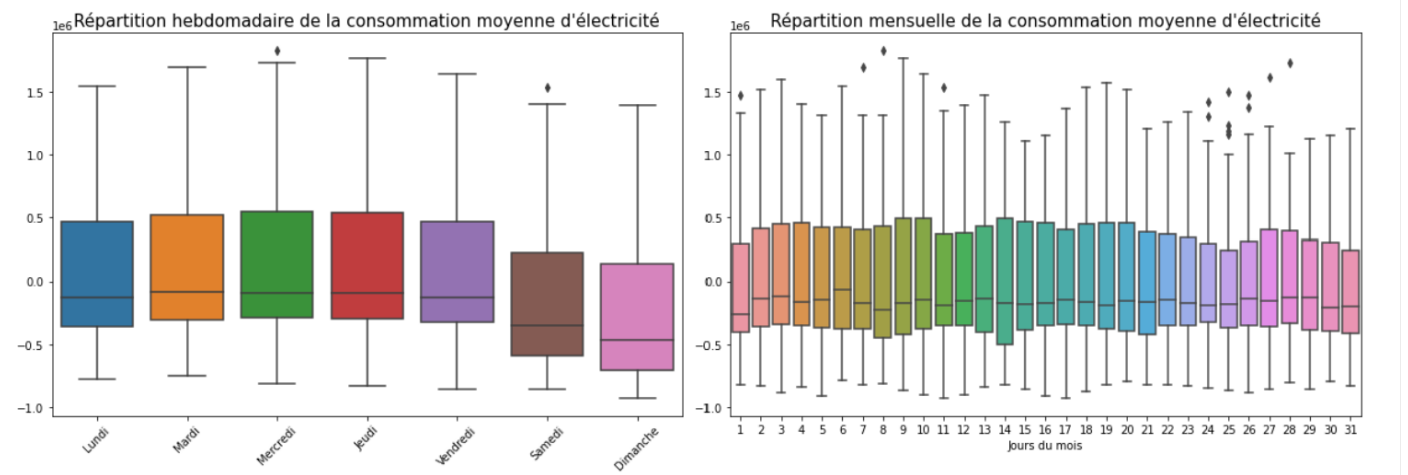 Répartition hebdomadaire de la consommation moyenne d'électricité
1e6
1.5
1.0
0.5
0.0
−0.5
−1.0
Lundi
Mardi
Mercredi
Jeudi
Vendredi
Samedi
Dimanche
Répartition mensuelle de la consommation moyenne d'électricité
1e6
1.5
1.0
0.5
0.0
−0.5
−1.0
1 2 3 4 5 6 7 8 9 10 11 12 13 14 15 16 17 18 19 20 21 22 23 24 25 26 27 28 29 30 31
Jours du mois